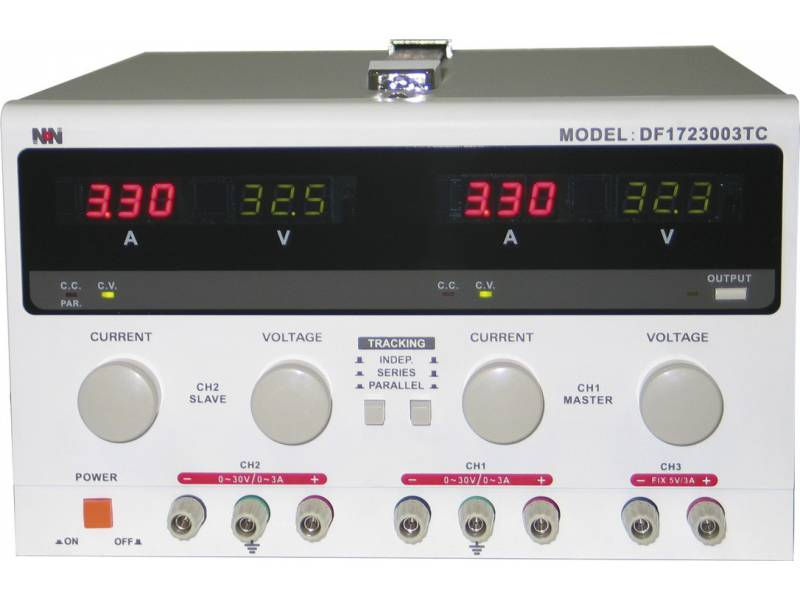 NN
MODEL: DF1723003TC
3.30 32.5 3.30 32.3
A V A V
C.C. C.V. C.C. C.V. OUTPUT
PAR.
CURRENT VOLTAGE TRACKING CURRENT VOLTAGE
INDEP.
SERIES
PARALLEL
CH2
SLAVE
CH1
MASTER
POWER
CH2
− 0~30V/0~3A +
CH1
− 0~30V/0~3A +
CH3
− FIX 5V/3A +
ON OFF